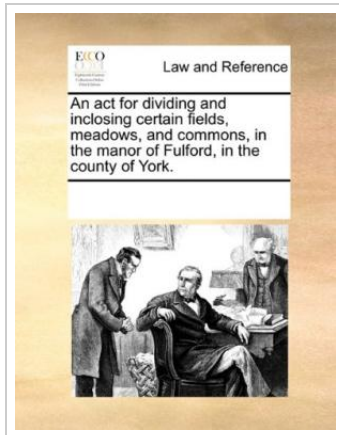 ECCO
Law and Reference
An act for dividing and
inclosing certain fields,
meadows, and commons, in
the manor of Fulford, in the
county of York.